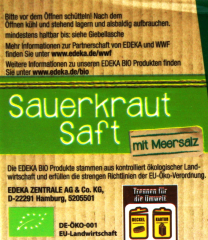 Bitte vor dem Öffnen schütteln! Nach dem
Öffnen kühl und stehend lagern und alsbald aufbrauchen.
mindestens haltbar bis: siehe Giebellasche
Mehr Informationen zur Partnerschaft von EDEKA und WWF
finden Sie unter www.edeka.de/wwf
Weitere Informationen zu unseren EDEKA BIO Produkten finden
Sie unter www.edeka.de/bio
Sauerkraut
Saft
mit Meersalz
Die EDEKA BIO Produkte stammen aus kontrolliert ökologischer Land-
wirtschaft und erfüllen die strengen Richtlinien der EU-Öko-Verordnung.
EDEKA ZENTRALE AG & Co. KG,
D-22291 Hamburg, 5205501
Trennen für
die Umwelt
DECKEL
KARTON
DE-ÖKO-001
EU-Landwirtschaft